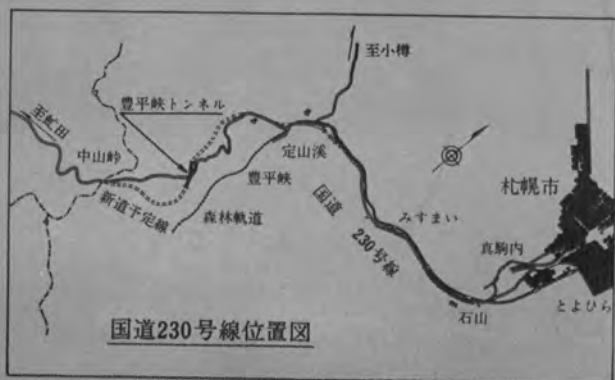 至小樽
豊平峡トンネル
至虻田
中山峠
定山渓
豊平峡
新道予定線
森林軌道
国道
230号線
みすまい
札幌市
真駒内
石山
とよひら
国道230号線位置図